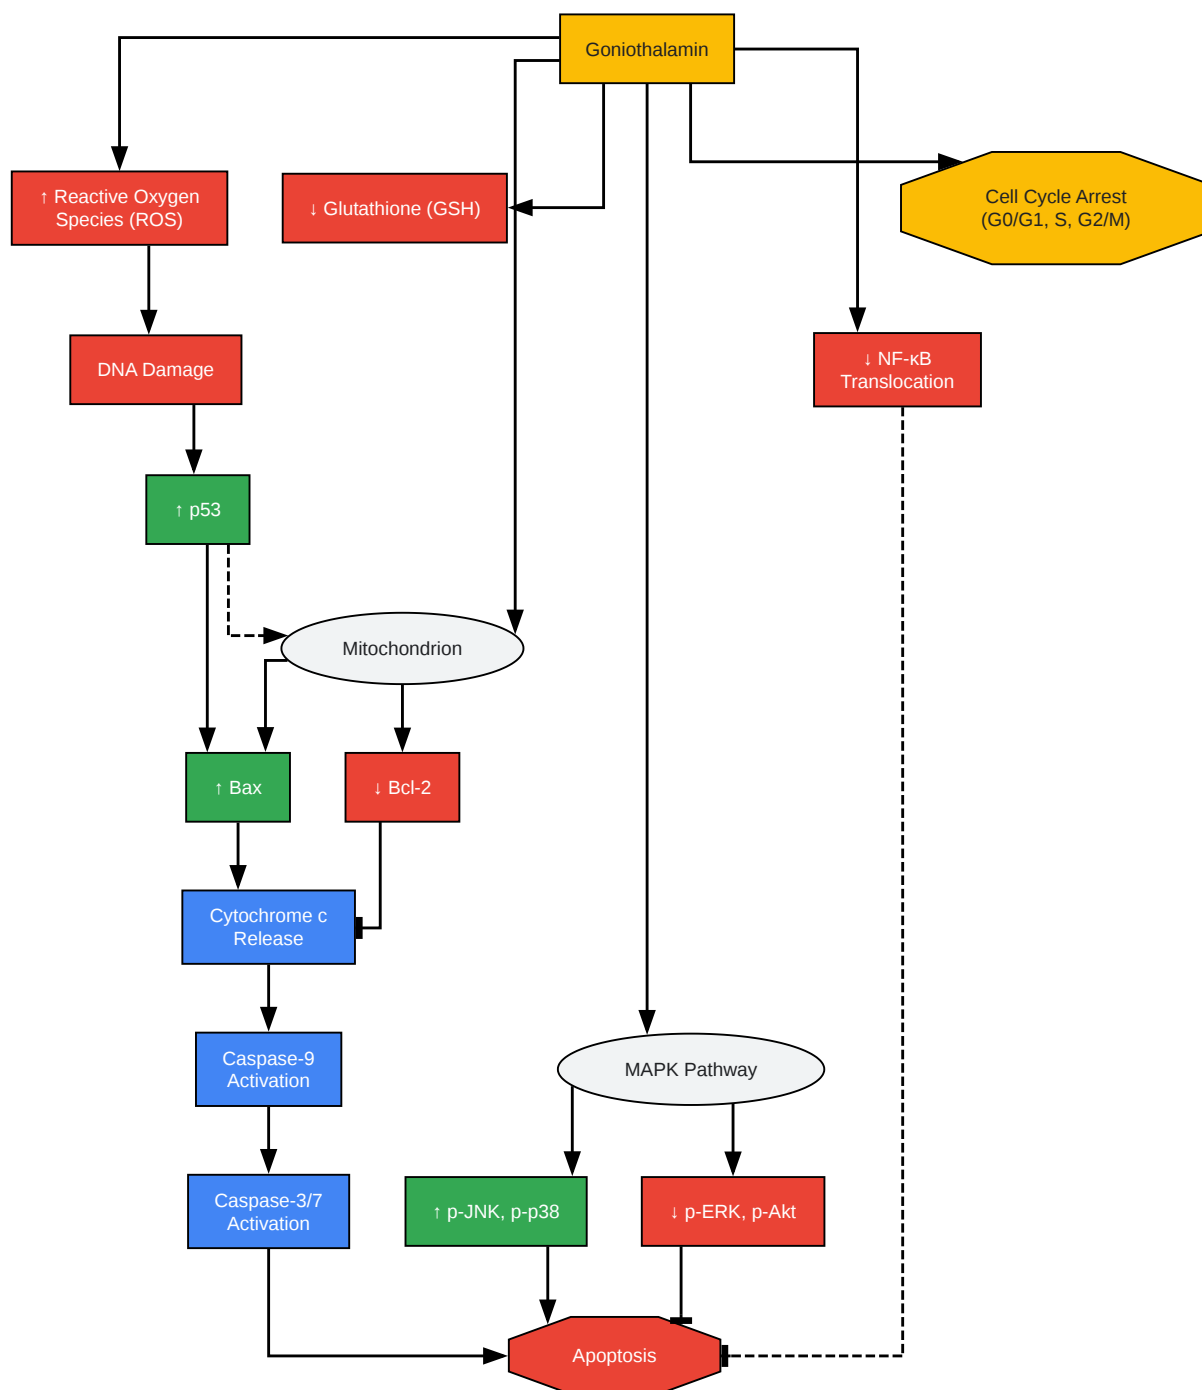 Goniothalamin
↑ Reactive Oxygen
Species (ROS)
↓ Glutathione (GSH)
Cell Cycle Arrest
(G0/G1, S, G2/M)
DNA Damage
↓ NF-κB
Translocation
↑ p53
Mitochondrion
↑ Bax
↓ Bcl-2
Cytochrome c
Release
Caspase-9
Activation
MAPK Pathway
Caspase-3/7
Activation
↑ p-JNK, p-p38
↓ p-ERK, p-Akt
Apoptosis